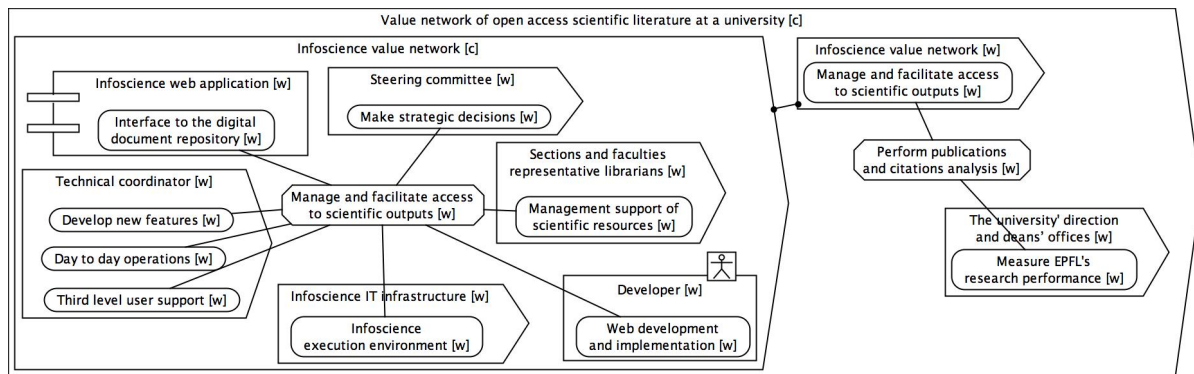 Value network of open access scientific literature at a university [c]
Infoscience value network [c]
Infoscience web application [w]
Interface to the digital
document repository [w]
Steering committee [w]
Make strategic decisions [w]
Sections and faculties
representative librarians [w]
Management support of
scientific resources [w]
Technical coordinator [w]
Develop new features [w]
Day to day operations [w]
Third level user support [w]
Manage and facilitate access
to scientific outputs [w]
Infoscience IT infrastructure [w]
Infoscience
execution environment [w]
Developer [w]
Web development
and implementation [w]
Infoscience value network [w]
Manage and facilitate access
to scientific outputs [w]
Perform publications
and citations analysis [w]
The university' direction
and deans' offices [w]
Measure EPFL's
research performance [w]